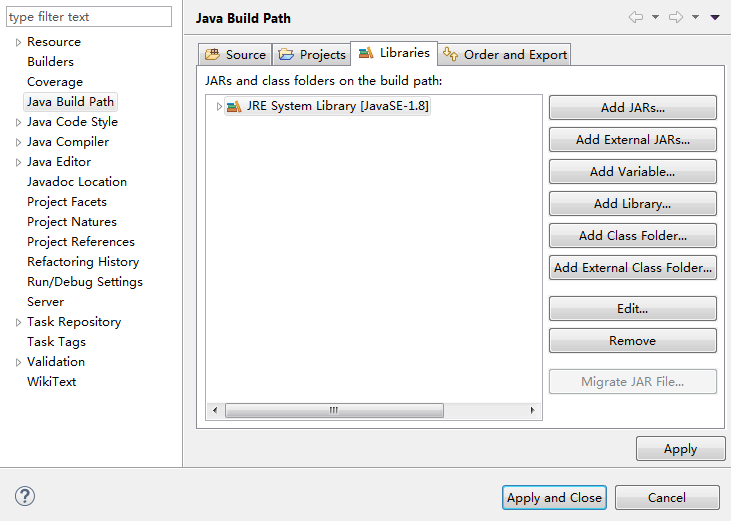 type filter text
Resource
Builders
Coverage
Java Build Path
Java Code Style
Java Compiler
Java Editor
Javadoc Location
Project Facets
Project Natures
Project References
Refactoring History
Run/Debug Settings
Server
Task Repository
Task Tags
Validation
WikiText
Java Build Path
Source Projects Libraries Order and Export
JARs and class folders on the build path:
JRE System Library [JavaSE-1.8]
Add JARs...
Add External JARs...
Add Variable...
Add Library...
Add Class Folder...
Add External Class Folder...
Edit...
Remove
Migrate JAR File...
Apply
Apply and Close Cancel